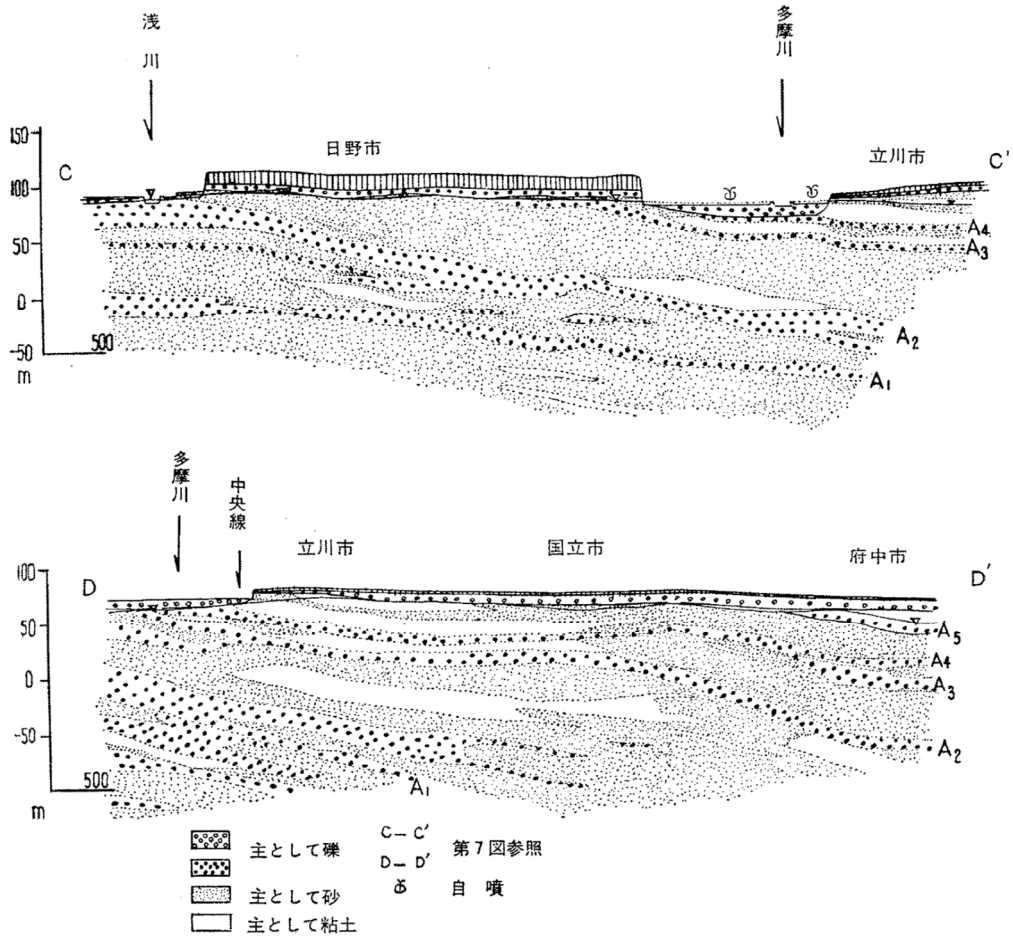 浅川
多摩川
日野市
立川市
C
C'
150
100
50
0
-50
m
500
A4
A3
A2
A1
多摩川
中央線
立川市
国立市
府中市
D
D'
100
50
0
-50
m
500
A5
A4
A3
A2
A1
主として礫
主として砂
主として粘土
C－C'
D－D'
第7図参照
自噴